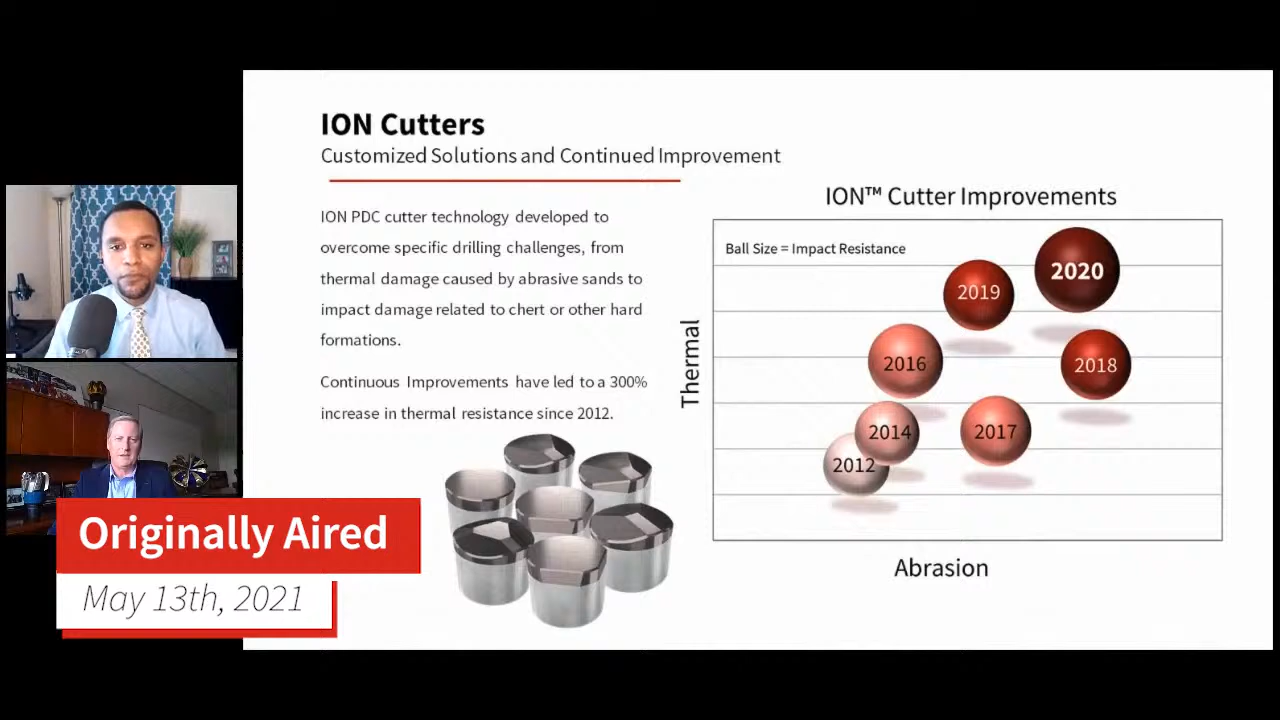 ION Cutters
Customized Solutions and Continued Improvement
ION PDC cutter technology developed to
overcome specific drilling challenges, from
thermal damage caused by abrasive sands to
impact damage related to chert or other hard
formations.
Continuous Improvements have led to a 300%
increase in thermal resistance since 2012.
ION™ Cutter Improvements
Ball Size = Impact Resistance
2020
2019
2016
2018
2014
2017
2012
Thermal
Abrasion
Originally Aired
May 13th, 2021